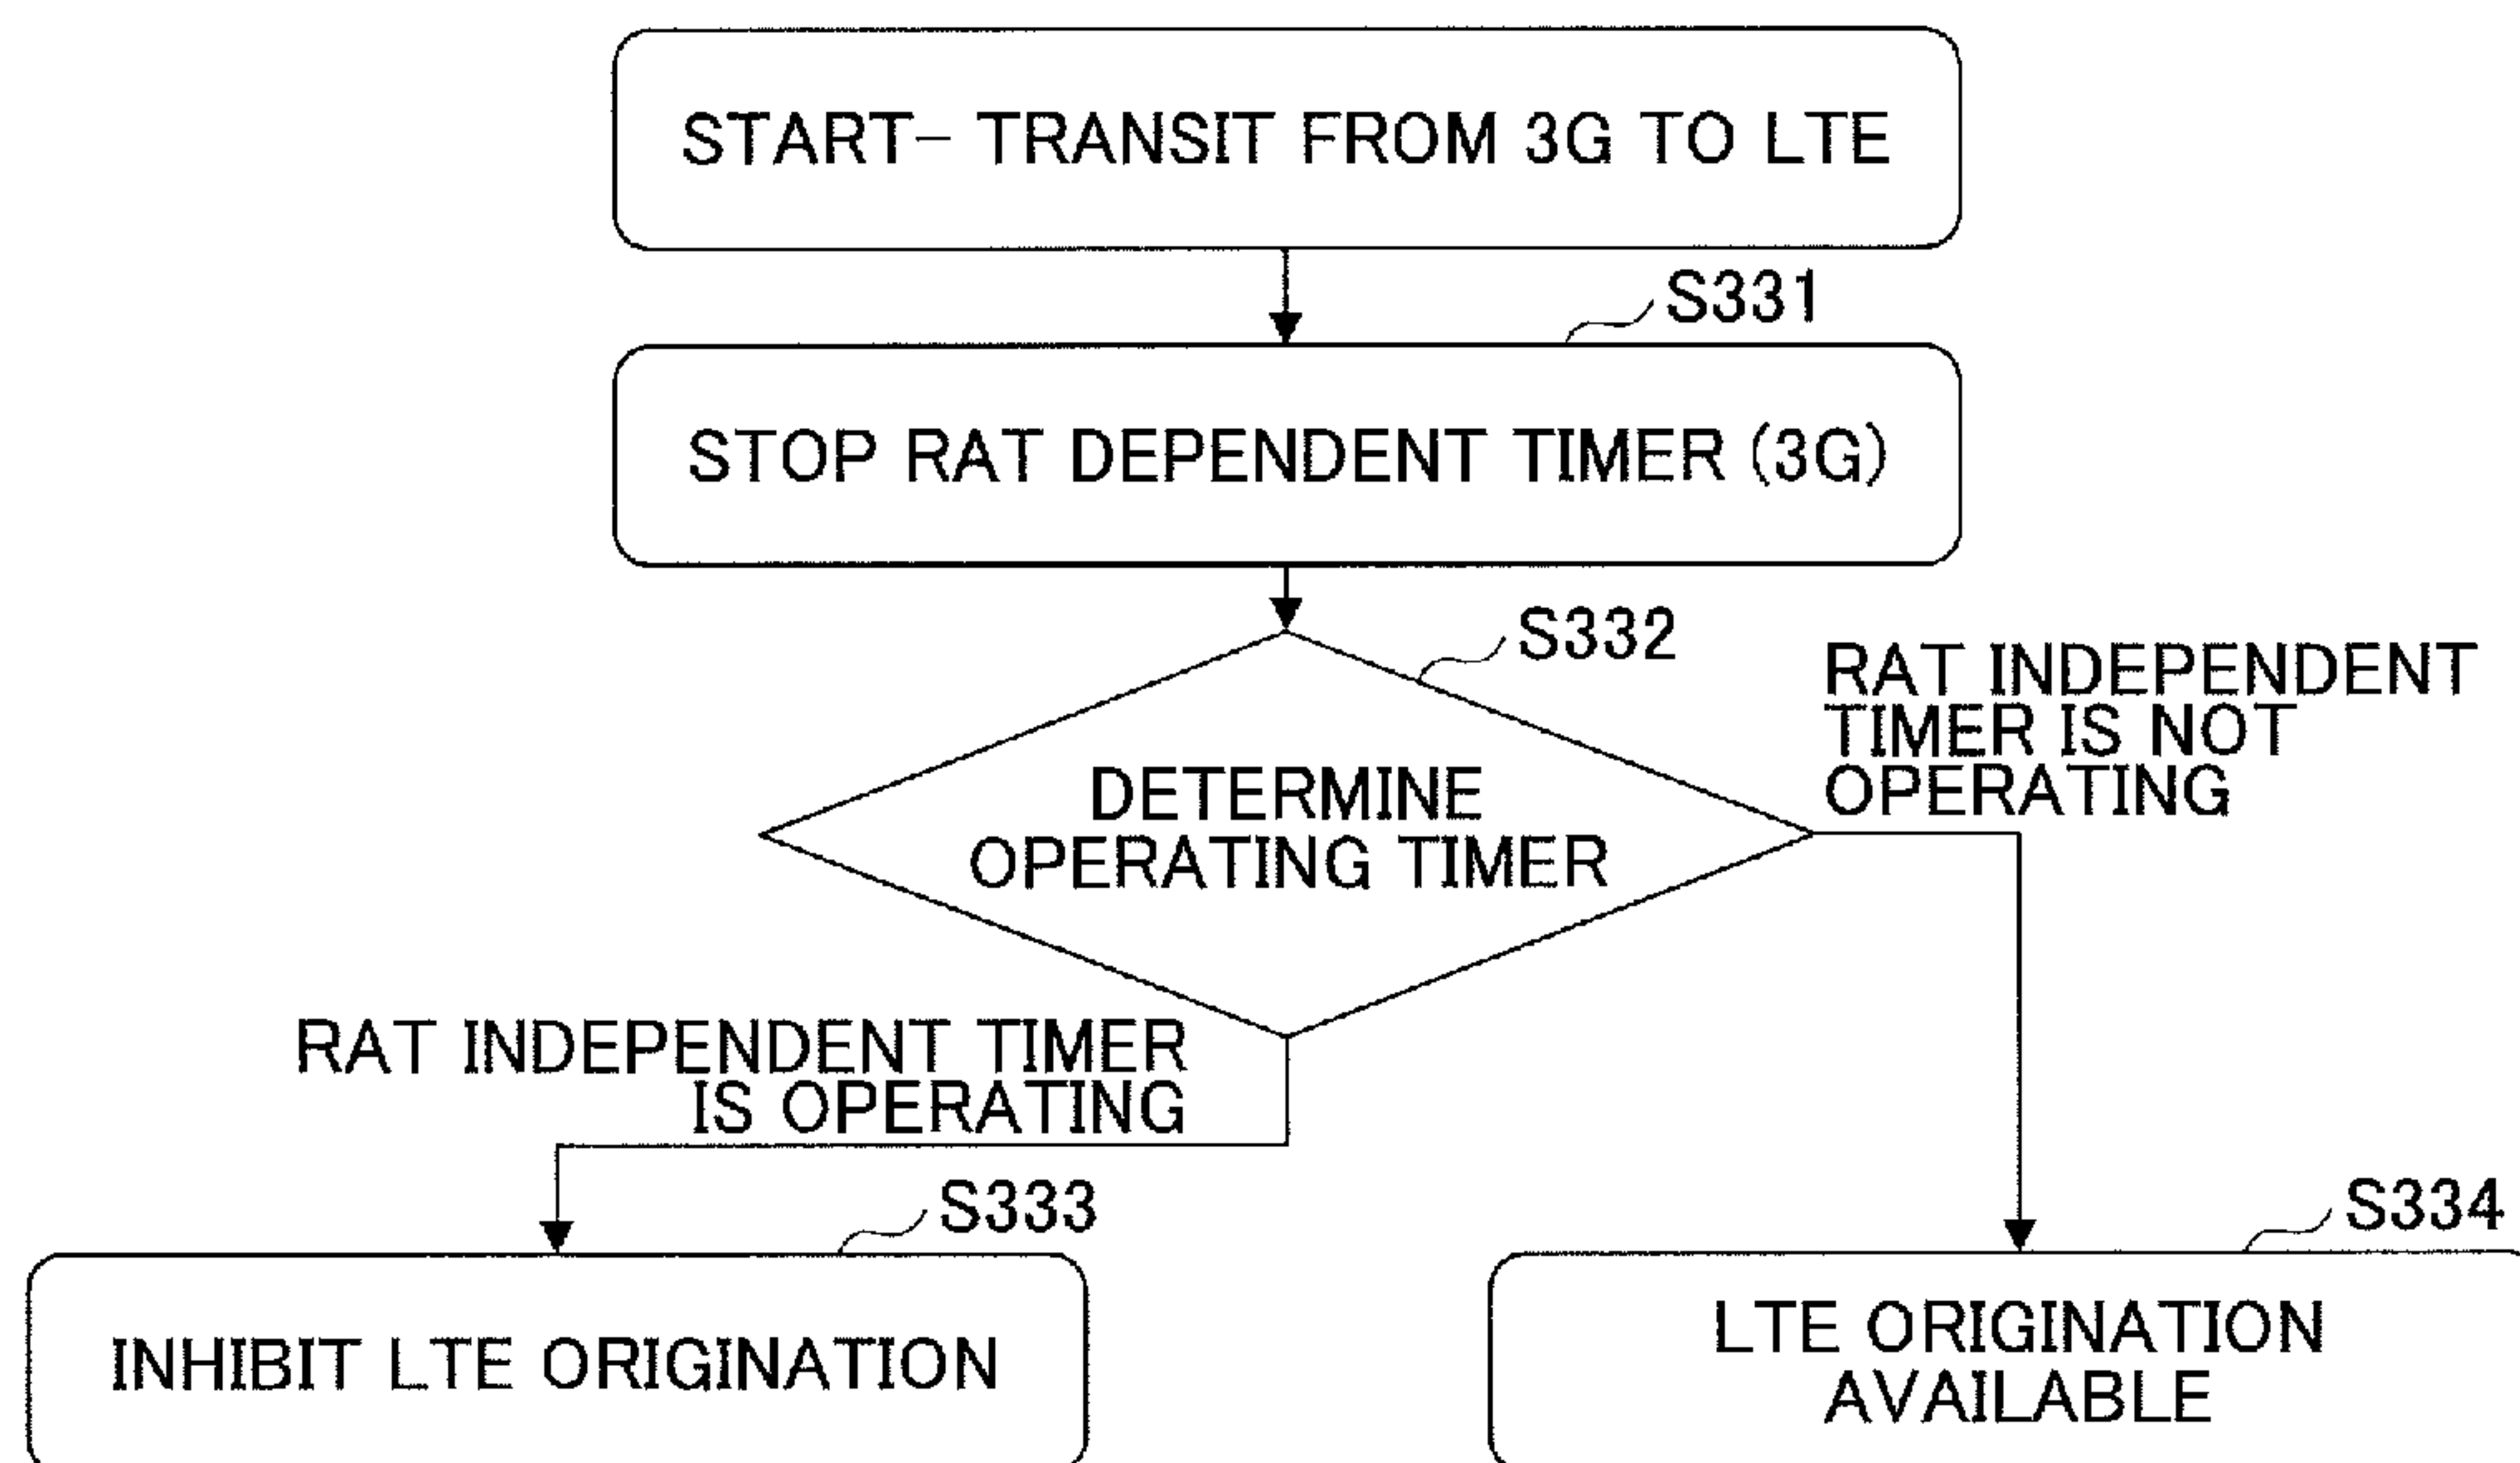 START- TRANSIT FROM 3G TO LTE
S331
STOP RAT DEPENDENT TIMER (3G)
S332
RAT INDEPENDENT
TIMER IS NOT
OPERATING
DETERMINE
OPERATING TIMER
RAT INDEPENDENT TIMER
IS OPERATING
S333
S334
INHIBIT LTE ORIGINATION
LTE ORIGINATION
AVAILABLE